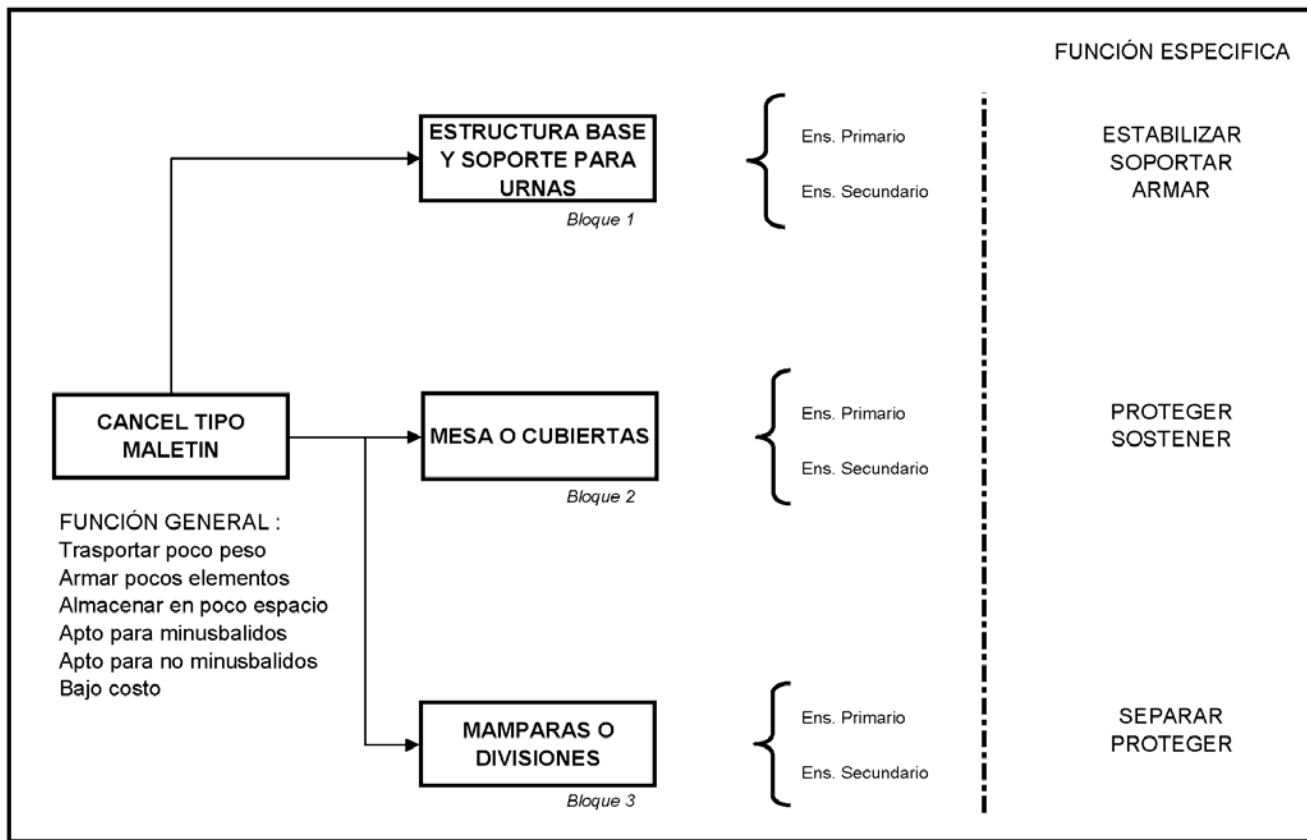 FUNCIÓN ESPECIFICA
ESTRUCTURA BASE
Y SOPORTE PARA
URNAS
Bloque 1
Ens. Primario
Ens. Secundario
ESTABILIZAR
SOPORTAR
ARMAR
CANCEL TIPO
MALETIN
FUNCIÓN GENERAL :
Trasportar poco peso
Armar pocos elementos
Almacenar en poco espacio
Apto para minusbalidos
Apto para no minusbalidos
Bajo costo
MESA O CUBIERTAS
Bloque 2
Ens. Primario
Ens. Secundario
PROTEGER
SOSTENER
MAMPARAS O
DIVISIONES
Bloque 3
Ens. Primario
Ens. Secundario
SEPARAR
PROTEGER